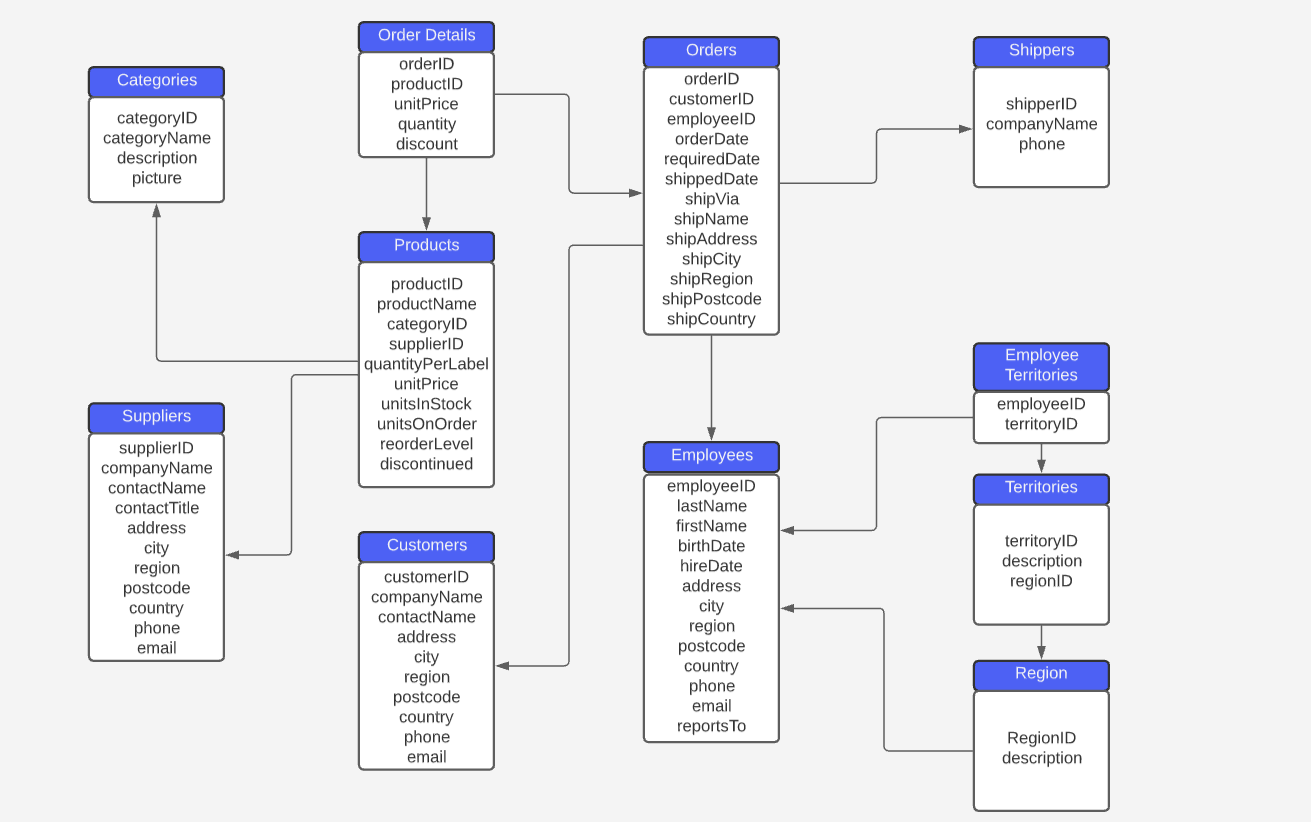 Categories
categoryID
categoryName
description
picture
Order Details
orderID
productID
unitPrice
quantity
discount
Orders
orderID
customerID
employeeID
orderDate
requiredDate
shippedDate
shipVia
shipName
shipAddress
shipCity
shipRegion
shipPostcode
shipCountry
Shippers
shipperID
companyName
phone
Products
productID
productName
categoryID
supplierID
quantityPerLabel
unitPrice
unitsInStock
unitsOnOrder
reorderLevel
discontinued
Suppliers
supplierID
companyName
contactName
contactTitle
address
city
region
postcode
country
phone
email
Customers
customerID
companyName
contactName
address
city
region
postcode
country
phone
email
Employees
employeeID
lastName
firstName
birthDate
hireDate
address
city
region
postcode
country
phone
email
reportsTo
Employee
Territories
employeeID
territoryID
Territories
territoryID
description
regionID
Region
RegionID
description